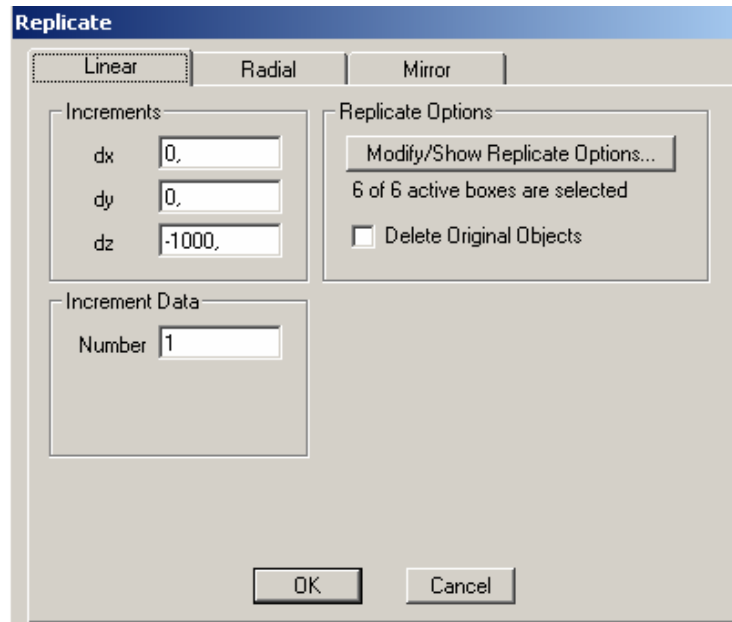 Replicate
Linear Radial Mirror
Increments
dx 0,
dy 0,
dz -1000,
Replicate Options
Modify/Show Replicate Options...
6 of 6 active boxes are selected
Delete Original Objects
Increment Data
Number 1
OK Cancel